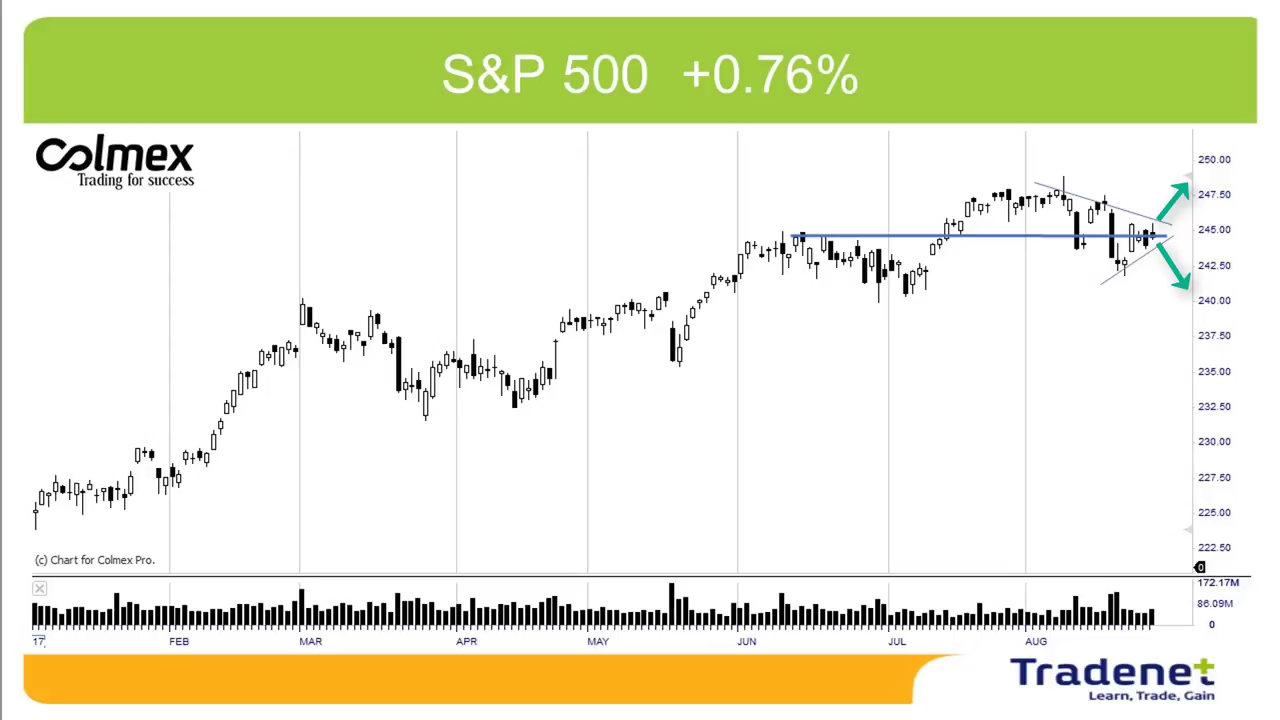 S&P 500 +0.76%
Colmex
Trading for success
250.00
247.50
245.00
242.50
240.00
237.50
235.00
232.50
230.00
227.50
225.00
222.50
(c) Chart for Colmex Pro.
0
172.17M
86.09M
0
17 FEB MAR APR MAY JUN JUL AUG
Tradenet
Learn, Trade, Gain